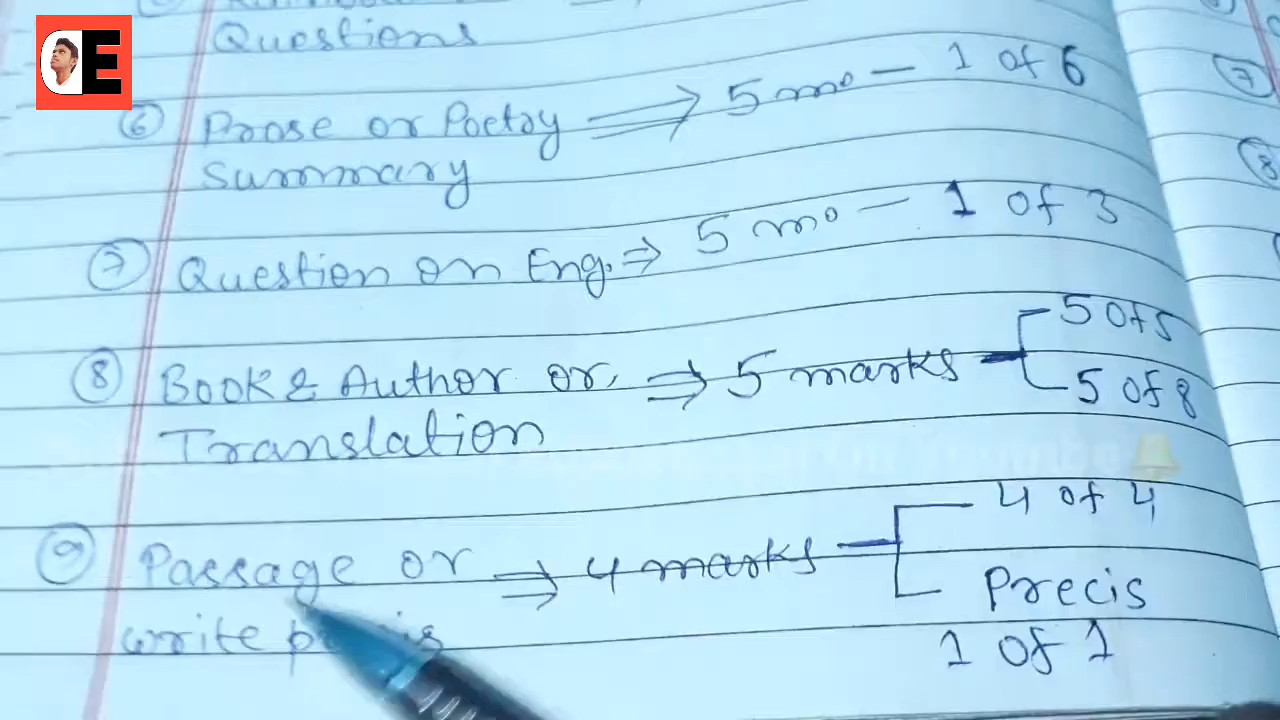 E
Questions
⑥ Prose or Poetry ⟹ 5 mo — 1 of 6
Summary
⑦ Question on Eng. ⇒ 5 mo — 1 of 3
⑧ Book & Author or, ⇒ 5 marks — 5 of 5
5 of 8
Translation
⑨ Passage or ⇒ 4 marks — 4 of 4
Precis
write
1 of 1
⑦
⑧